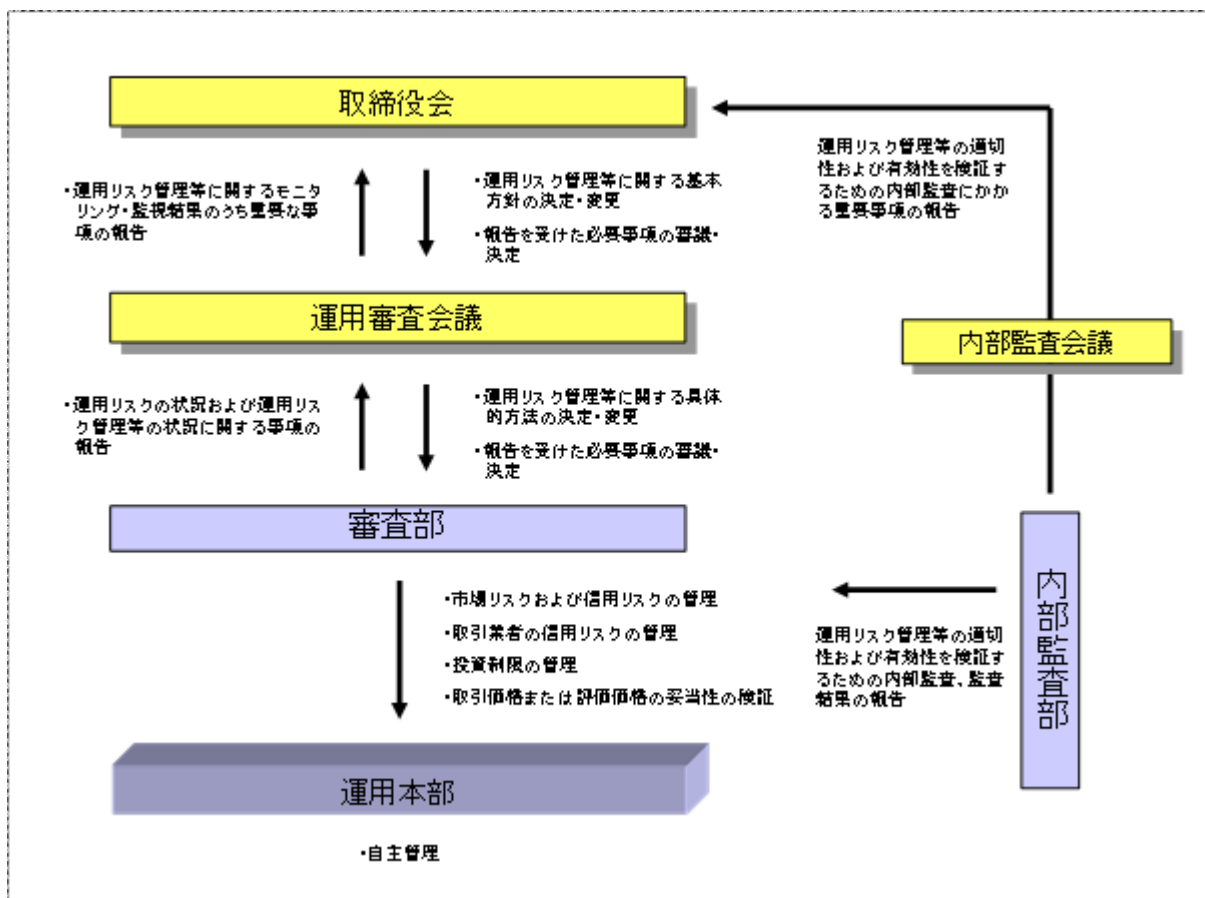 取締役会
・運用リスク管理等に関するモニ
タリング・監視結果のうち重要な事
項の報告
・運用リスク管理等に関する基本
方針の決定・変更
・報告を受けた必要事項の審議・
決定
運用リスク管理等の適切
性および有効性を検証す
るための内部監査にかか
る重要事項の報告
運用審査会議
内部監査会議
・運用リスクの状況および運用リス
ク管理等の状況に関する事項の
報告
・運用リスク管理等に関する具体
的方法の決定・変更
・報告を受けた必要事項の審議・
決定
審査部
内部監査部
・市場リスクおよび信用リスクの管理
・取引業者の信用リスクの管理
・投資制限の管理
・取引価格または評価価格の妥当性の検証
運用リスク管理等の適切
性および有効性を検証す
るための内部監査、監査
結果の報告
運用本部
・自主管理